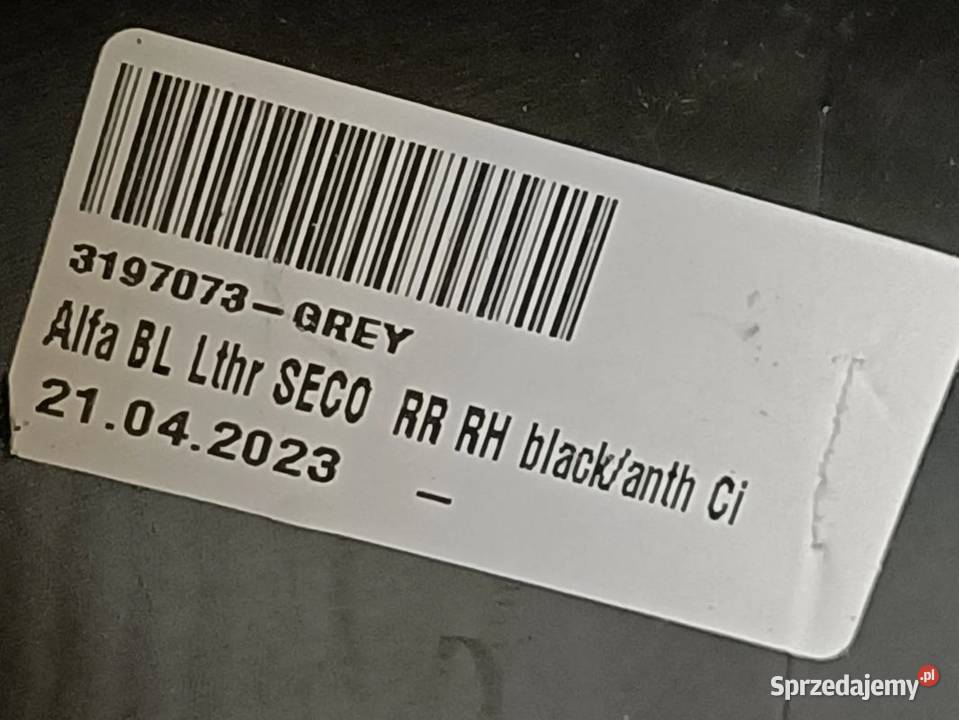 3197073-GREY
Alfa BL Lthr SECO RR RH black/anth Ci
21.04.2023 -
Sprzedajemy.pl